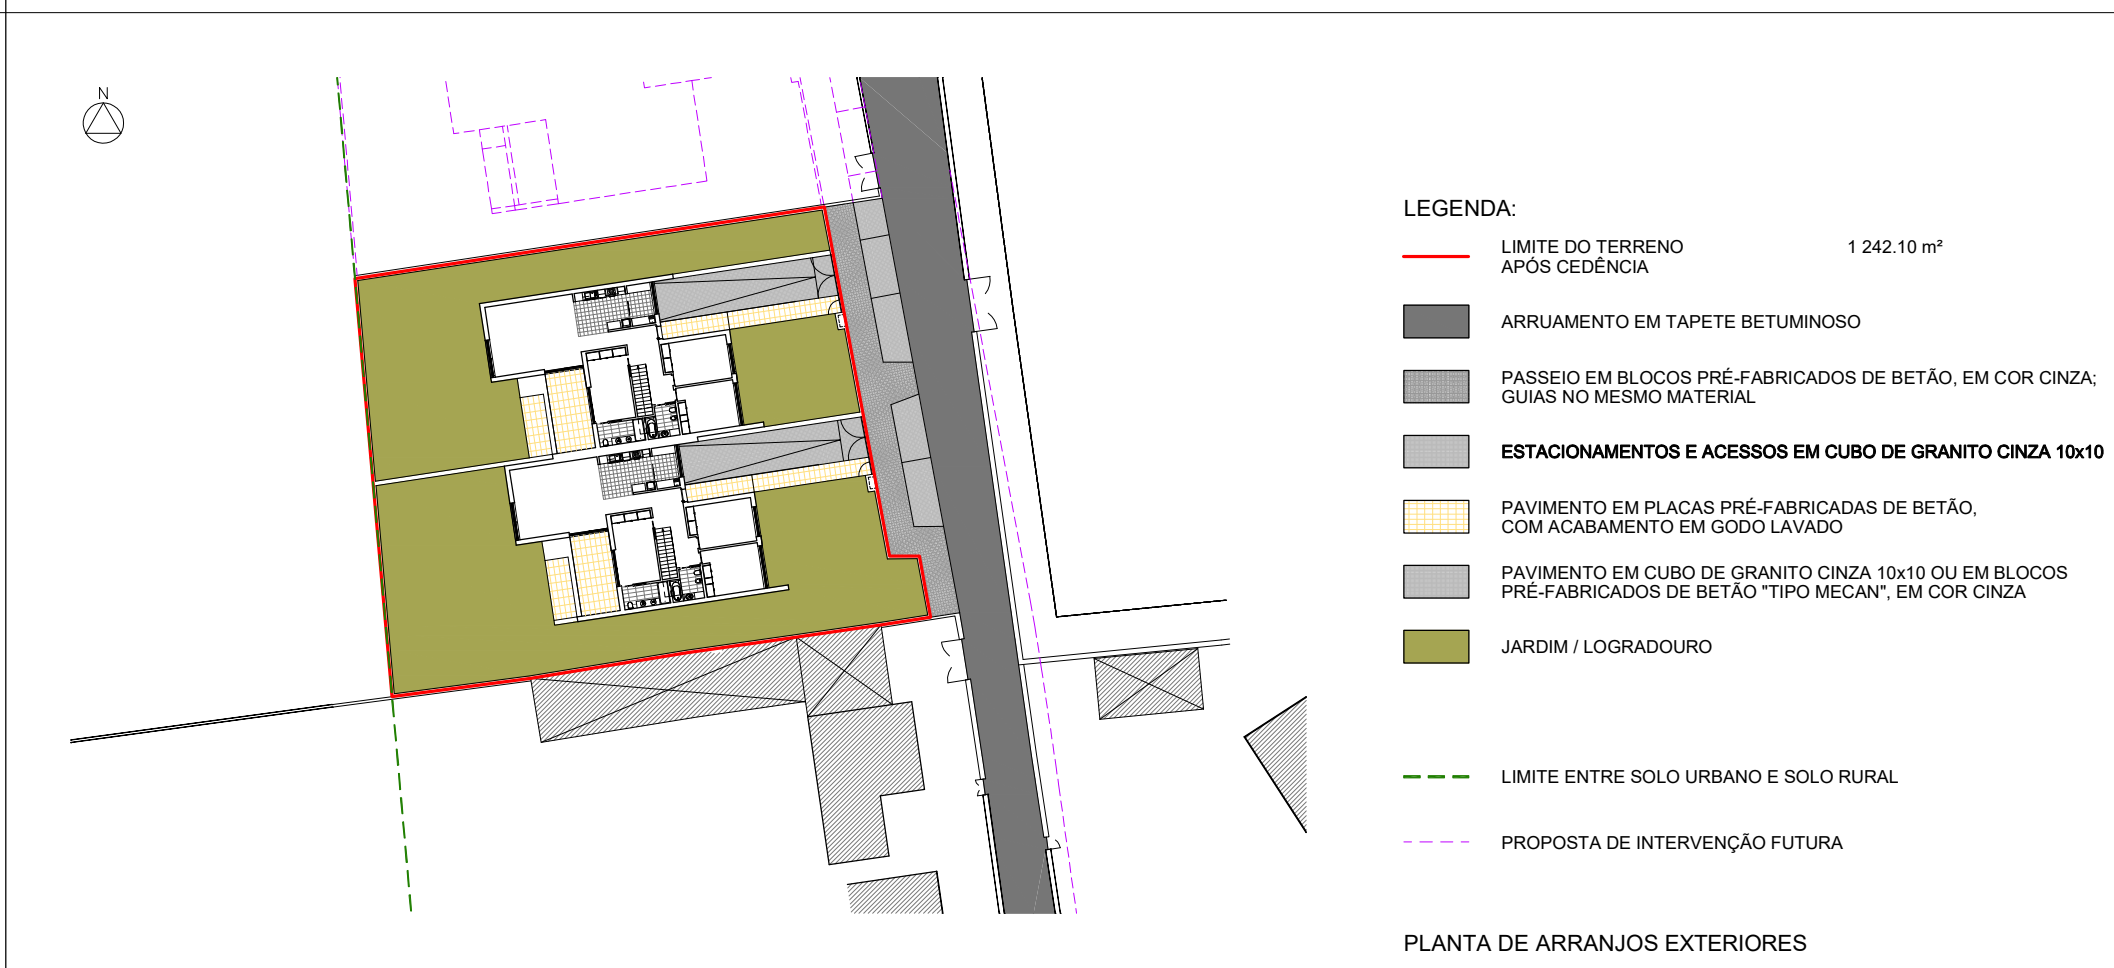 N
LEGENDA:
LIMITE DO TERRENO 1 242.10 m²
APÓS CEDÊNCIA
ARRUAMENTO EM TAPETE BETUMINOSO
PASSEIO EM BLOCOS PRÉ-FABRICADOS DE BETÃO, EM COR CINZA;
GUIAS NO MESMO MATERIAL
ESTACIONAMENTOS E ACESSOS EM CUBO DE GRANITO CINZA 10x10
PAVIMENTO EM PLACAS PRÉ-FABRICADAS DE BETÃO,
COM ACABAMENTO EM GODO LAVADO
PAVIMENTO EM CUBO DE GRANITO CINZA 10x10 OU EM BLOCOS
PRÉ-FABRICADOS DE BETÃO "TIPO MECAN", EM COR CINZA
JARDIM / LOGRADOURO
LIMITE ENTRE SOLO URBANO E SOLO RURAL
PROPOSTA DE INTERVENÇÃO FUTURA
PLANTA DE ARRANJOS EXTERIORES